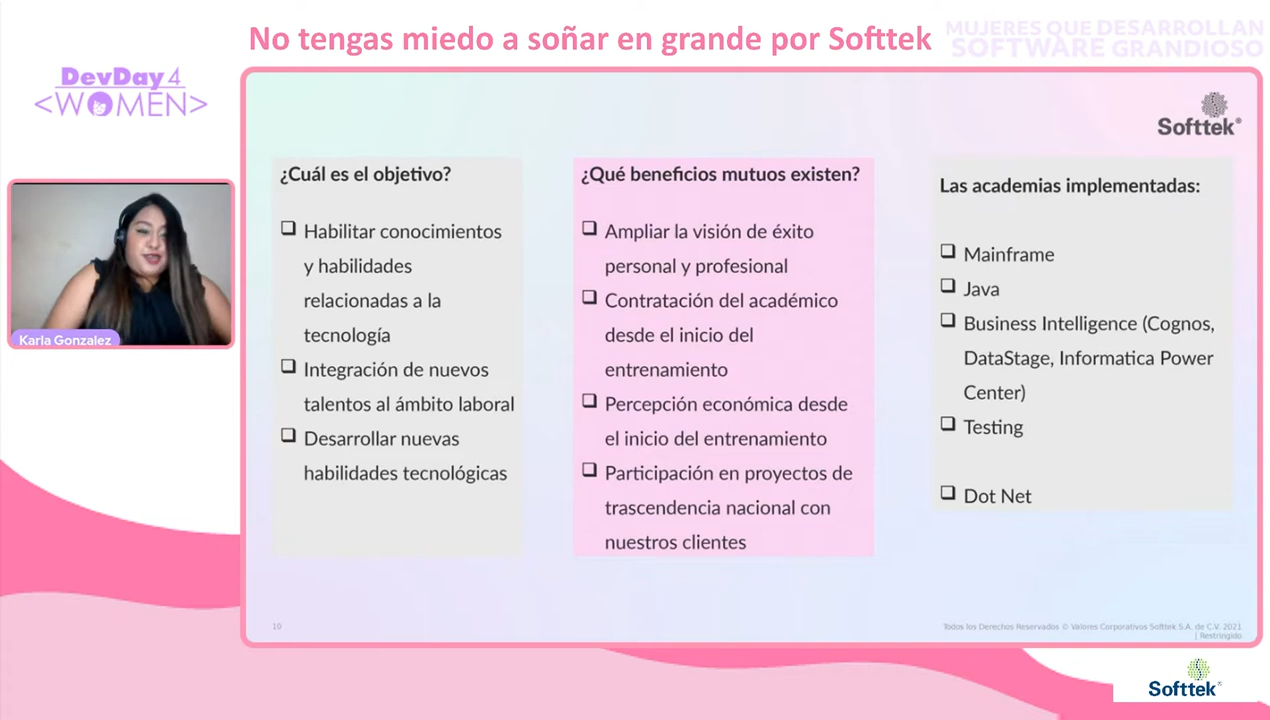 No tengas miedo a soñar en grande por Softtek
MUJERES QUE DESARROLLAN
SOFTWARE GRANDIOSO
DevDay4
<WOMEN>
Softtek®
Karla Gonzalez
¿Cuál es el objetivo?
Habilitar conocimientos
y habilidades
relacionadas a la
tecnología
Integración de nuevos
talentos al ámbito laboral
Desarrollar nuevas
habilidades tecnológicas
¿Qué beneficios mutuos existen?
Ampliar la visión de éxito
personal y profesional
Contratación del académico
desde el inicio del
entrenamiento
Percepción económica desde
el inicio del entrenamiento
Participación en proyectos de
trascendencia nacional con
nuestros clientes
Las academias implementadas:
Mainframe
Java
Business Intelligence (Cognos,
DataStage, Informatica Power
Center)
Testing
Dot Net
10
Todos los Derechos Reservados © Valores Corporativos Softtek S.A. de C.V. 2021
| Restringido
Softtek®